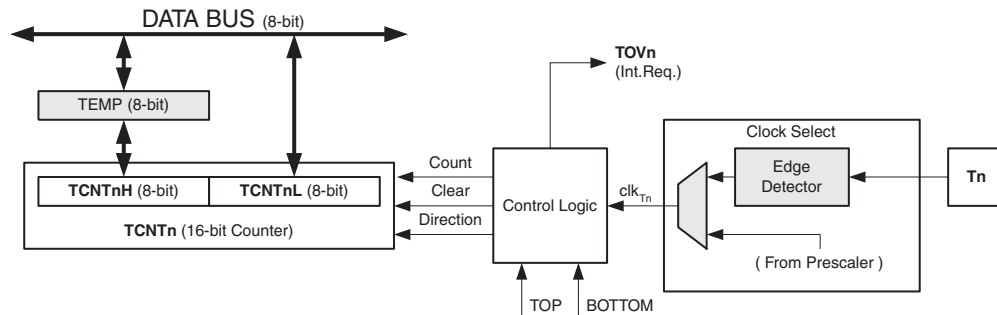 DATA BUS (8-bit)
TOVn
(Int.Req.)
TEMP (8-bit)
Clock Select
Count
Edge
Detector
TCNTnH (8-bit) TCNTnL (8-bit)
Clear
Control Logic
clkTn
Tn
Direction
TCNTn (16-bit Counter)
( From Prescaler )
TOP
BOTTOM